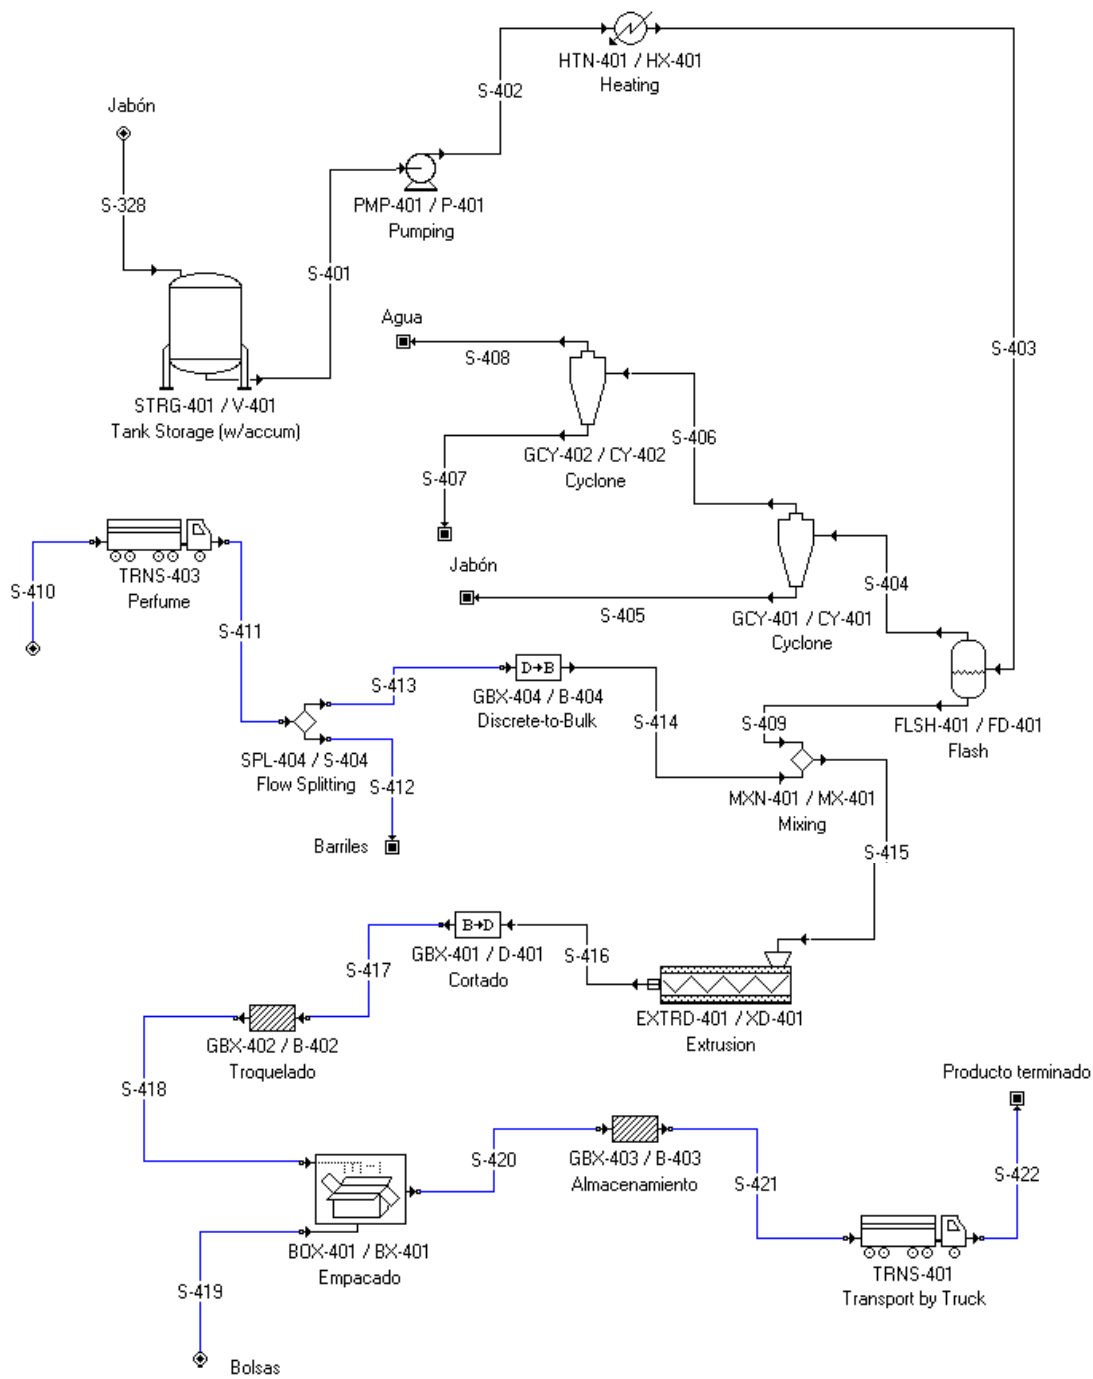 HTN-401 / HX-401
Heating
S-402
Jabón
S-328
PMP-401 / P-401
Pumping
S-401
Agua
S-408
S-403
STRG-401 / V-401
Tank Storage (w/accum)
S-406
GCY-402 / CY-402
Cyclone
S-407
Jabón
TRNS-403
Perfume
S-410
S-404
S-405
GCY-401 / CY-401
Cyclone
S-411
S-413
D→B
GBX-404 / B-404
Discrete-to-Bulk
S-414
S-409
FLSH-401 / FD-401
Flash
SPL-404 / S-404
Flow Splitting
S-412
MXN-401 / MX-401
Mixing
Barriles
S-415
B→D
GBX-401 / D-401
Cortado
S-416
S-417
EXTRD-401 / XD-401
Extrusion
GBX-402 / B-402
Troquelado
S-418
Producto terminado
S-420
GBX-403 / B-403
Almacenamiento
S-421
S-422
BOX-401 / BX-401
Empacado
S-419
TRNS-401
Transport by Truck
Bolsas